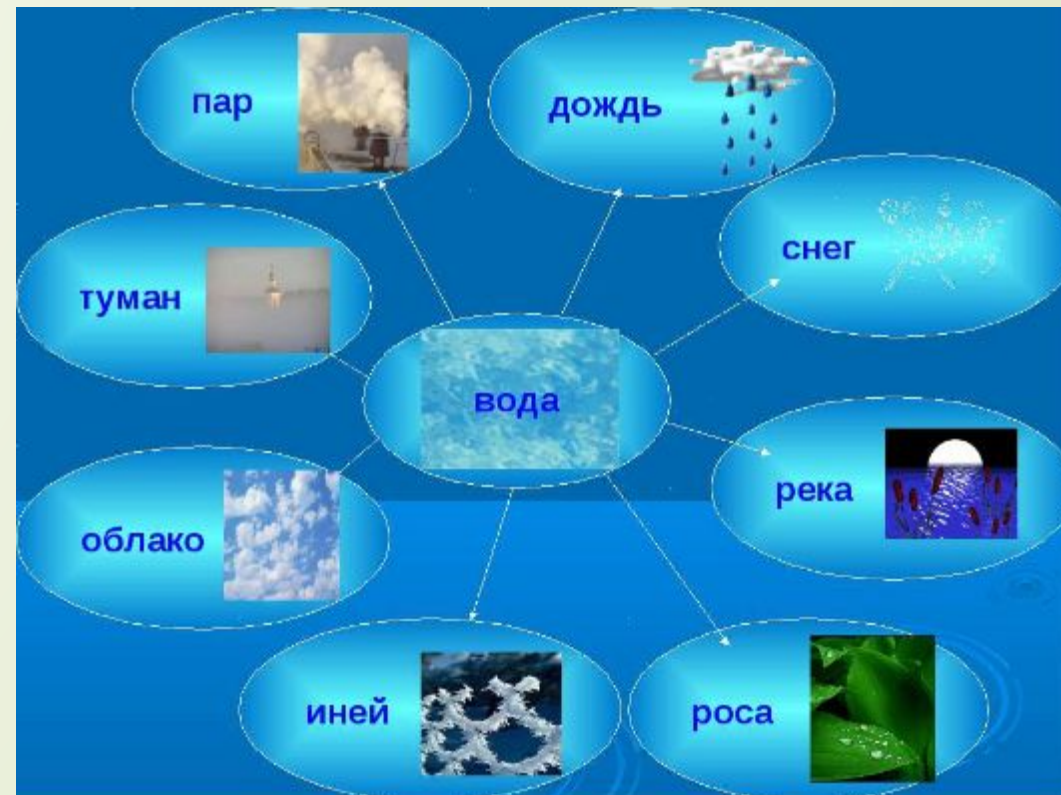 пар
дождь
снег
туман
вода
река
облако
иней
роса